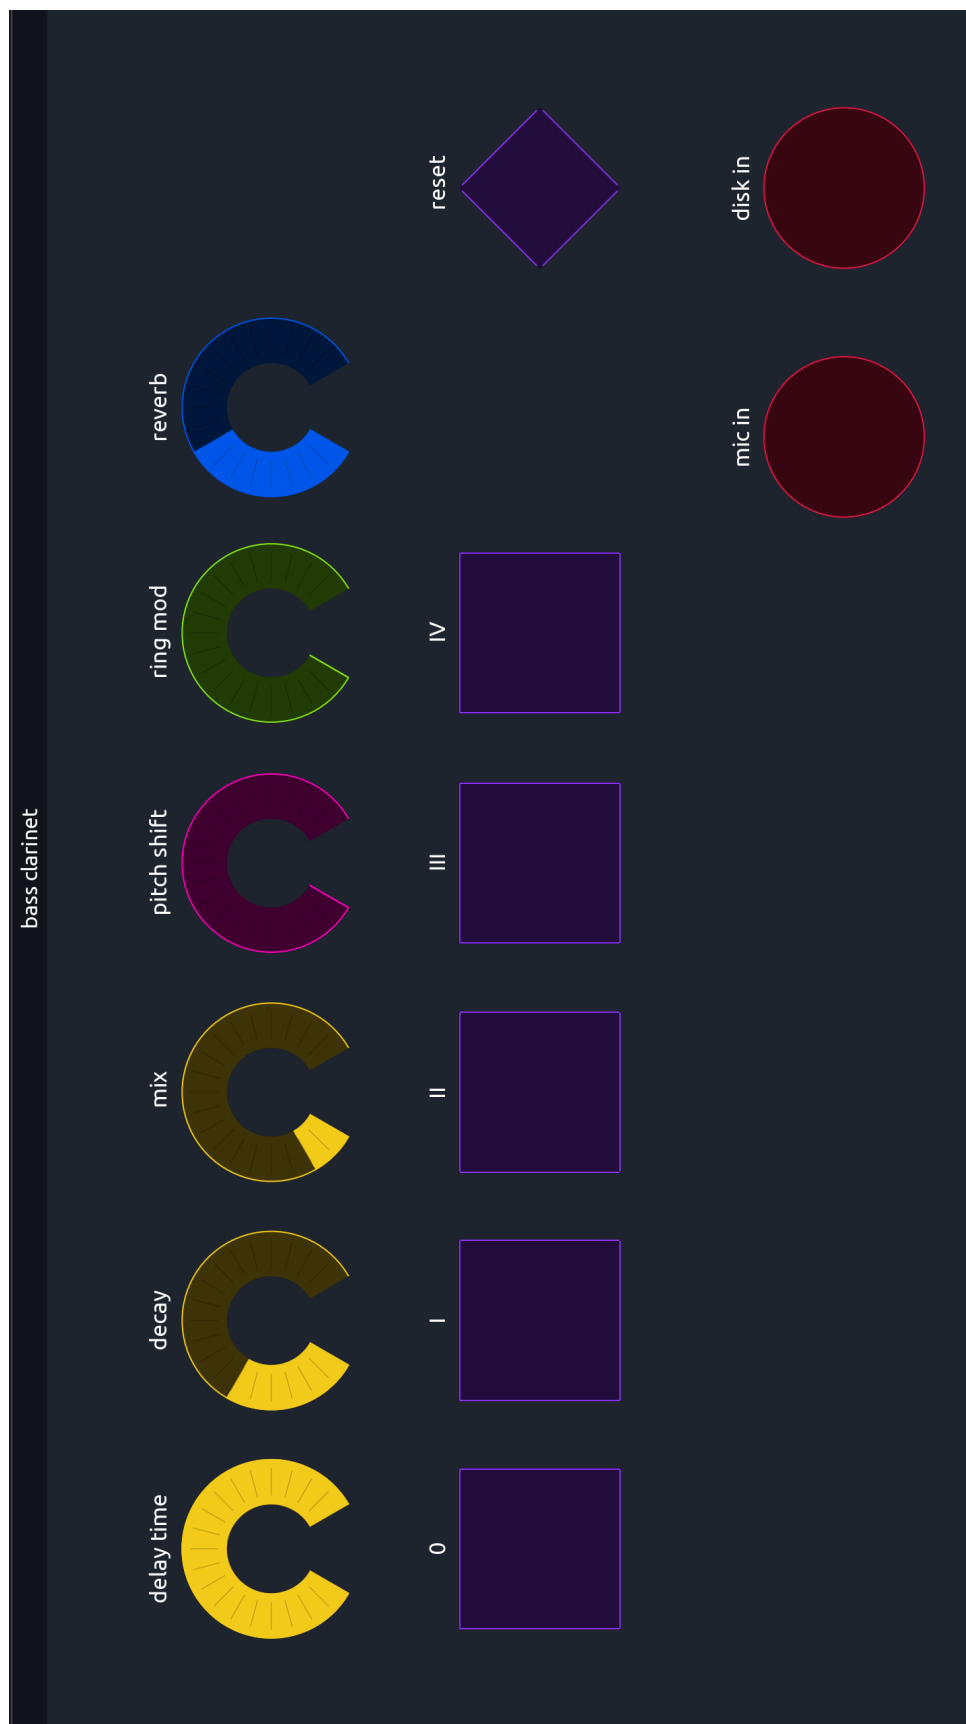 bass clarinet
delay time
decay
mix
pitch shift
ring mod
reverb
0
I
II
III
IV
reset
mic in
disk in